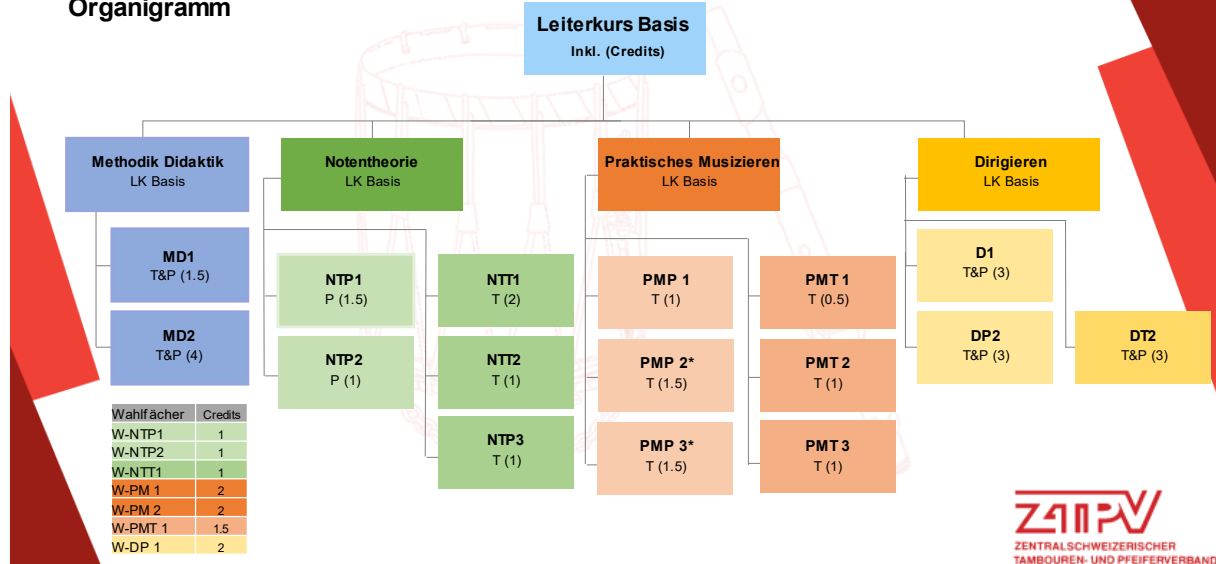 Organigramm
Leiterkurs Basis
Inkl. (Credits)
Methodik Didaktik
LK Basis
Notentheorie
LK Basis
Praktisches Musizieren
LK Basis
Dirigieren
LK Basis
MD1
T&P (1.5)
MD2
T&P (4)
NTP1
P (1.5)
NTP2
P (1)
NTT1
T (2)
NTT2
T (1)
NTP3
T (1)
PMP 1
T (1)
PMP 2*
T (1.5)
PMP 3*
T (1.5)
PMT 1
T (0.5)
PMT 2
T (1)
PMT 3
T (1)
D1
T&P (3)
DP2
T&P (3)
DT2
T&P (3)
Wahlfächer Credits
W-NTP1 1
W-NTP2 1
W-NTT1 1
W-PM 1 2
W-PM 2 2
W-PMT 1 1.5
W-DP 1 2
ZTPV
ZENTRALSCHWEIZERISCHER
TAMBOUREN- UND PFEIFERVERBAND